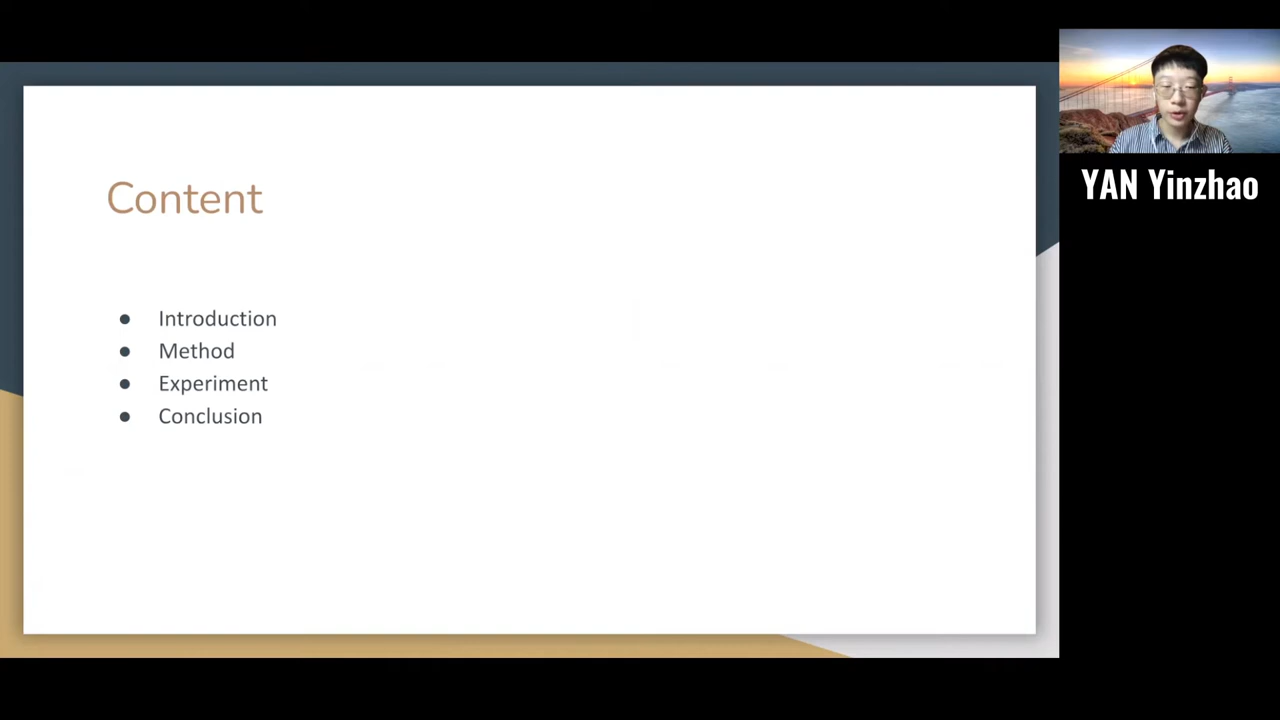 Content
● Introduction
● Method
● Experiment
● Conclusion
YAN Yinzhao